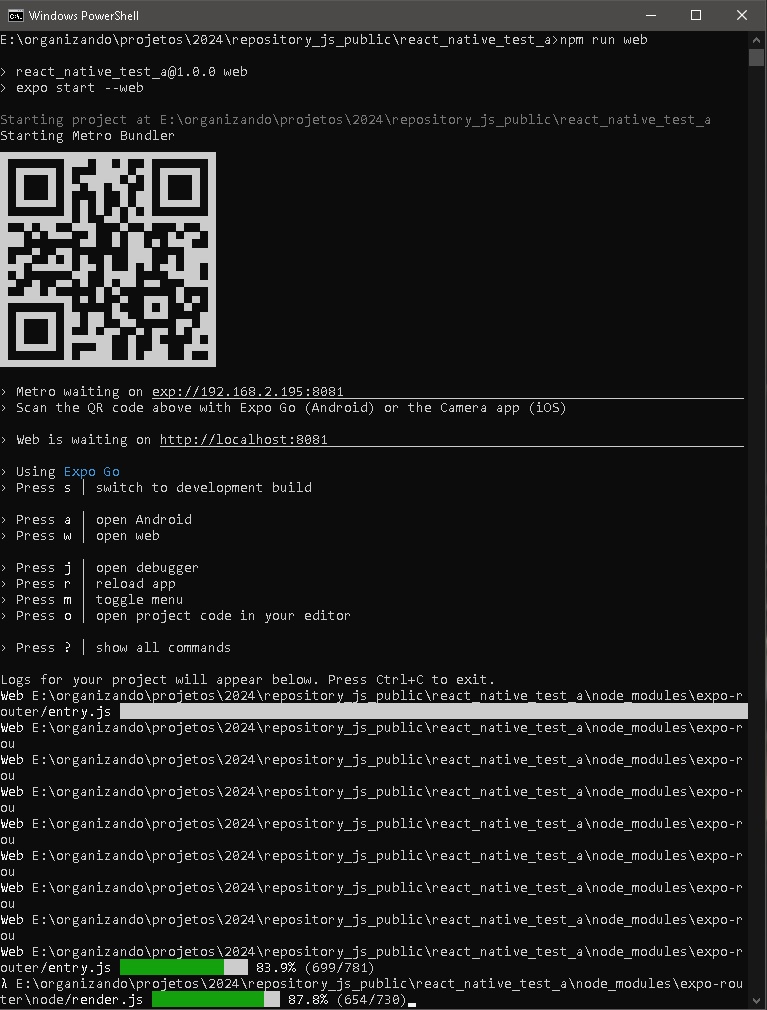 Windows PowerShell
E:\organizando\projetos\2024\repository_js_public\react_native_test_a>npm run web
> react_native_test_a@1.0.0 web
> expo start --web
Starting project at E:\organizando\projetos\2024\repository_js_public\react_native_test_a
Starting Metro Bundler
› Metro waiting on exp://192.168.2.195:8081
› Scan the QR code above with Expo Go (Android) or the Camera app (iOS)
› Web is waiting on http://localhost:8081
› Using Expo Go
› Press s │ switch to development build
› Press a │ open Android
› Press w │ open web
› Press j │ open debugger
› Press r │ reload app
› Press m │ toggle menu
› Press o │ open project code in your editor
› Press ? │ show all commands
Logs for your project will appear below. Press Ctrl+C to exit.
Web E:\organizando\projetos\2024\repository_js_public\react_native_test_a\node_modules\expo-r
outer/entry.js
Web E:\organizando\projetos\2024\repository_js_public\react_native_test_a\node_modules\expo-r
ou
Web E:\organizando\projetos\2024\repository_js_public\react_native_test_a\node_modules\expo-r
ou
Web E:\organizando\projetos\2024\repository_js_public\react_native_test_a\node_modules\expo-r
ou
Web E:\organizando\projetos\2024\repository_js_public\react_native_test_a\node_modules\expo-r
ou
Web E:\organizando\projetos\2024\repository_js_public\react_native_test_a\node_modules\expo-r
ou
Web E:\organizando\projetos\2024\repository_js_public\react_native_test_a\node_modules\expo-r
ou
Web E:\organizando\projetos\2024\repository_js_public\react_native_test_a\node_modules\expo-r
ou
Web E:\organizando\projetos\2024\repository_js_public\react_native_test_a\node_modules\expo-r
outer/entry.js 83.9% (699/781)
λ E:\organizando\projetos\2024\repository_js_public\react_native_test_a\node_modules\expo-rou
ter\node/render.js 87.8% (654/730)